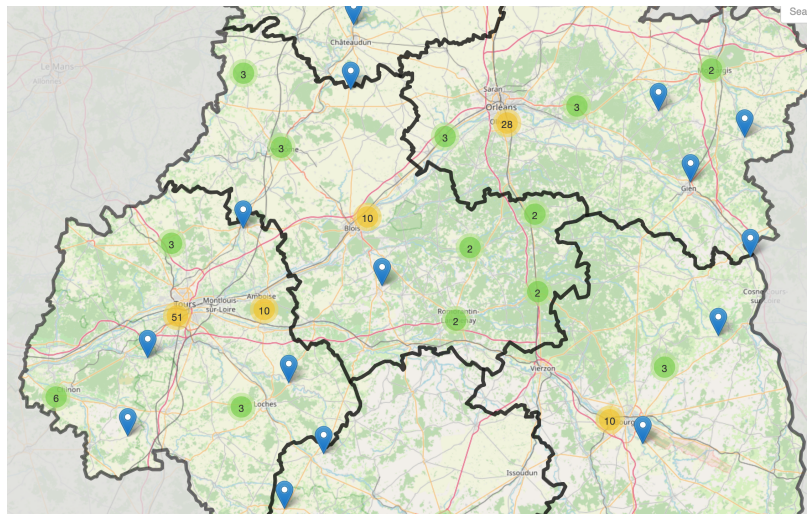 Sea
Châteaudun
Le Mans
3
2
Saran
Orléans
3
28
3
3
10
Blois
2
3
2
Cosne-Cours-
sur-Loire
2
Amboise
Montlouis-
sur-Loire
Tours
10
51
Romorantin-
2
Vierzon
3
6
3
Loches
10
Gien
Issoudun